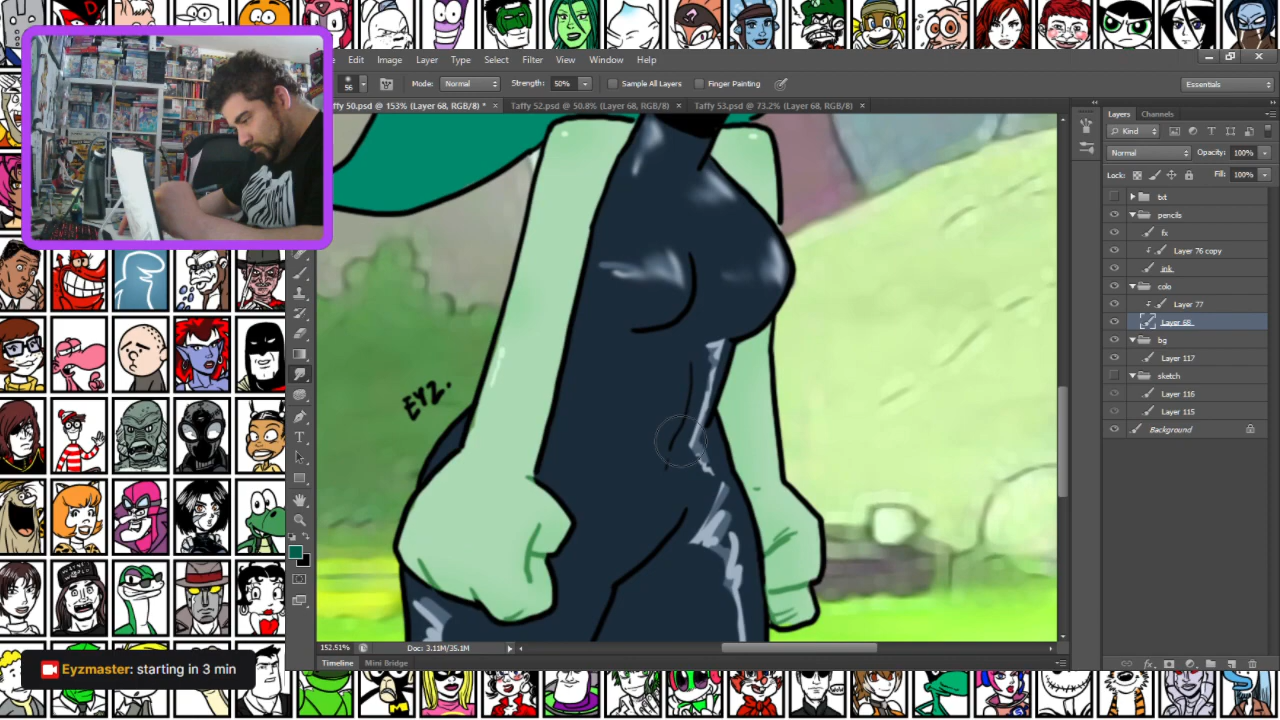 Image Layer Type Select Filter View Window Help
56 Mode: Normal Strength: 50% Sample All Layers Finger Painting Essentials
ffy 50.psd @ 153% (Layer 68, RGB/8) * × Taffy 52.psd @ 50.8% (Layer 68, RGB/8) × Taffy 53.psd @ 73.2% (Layer 68, RGB/8) ×
Layers Channels
Kind
Normal Opacity: 100%
Lock: Fill: 100%
txt
pencils
fx
Layer 76 copy
ink
colo
Layer 77
Layer 68
bg
Layer 117
sketch
Layer 116
Layer 115
Background
EYZ.
152.51% Doc: 3.11M/35.1M
Timeline Mini Bridge
Eyzmaster: starting in 3 min